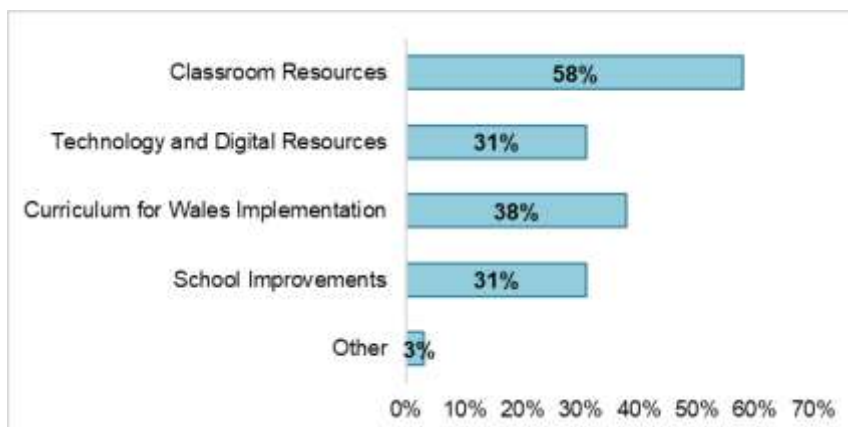 Classroom Resources 58%
Technology and Digital Resources 31%
Curriculum for Wales Implementation 38%
School Improvements 31%
Other 3%
0% 10% 20% 30% 40% 50% 60% 70%